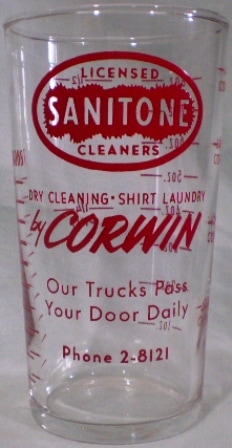 LICENSED
SANITONE
CLEANERS
DRY CLEANING · SHIRT LAUNDRY
by CORWIN
Our Trucks Pass
Your Door Daily
Phone 2-8121